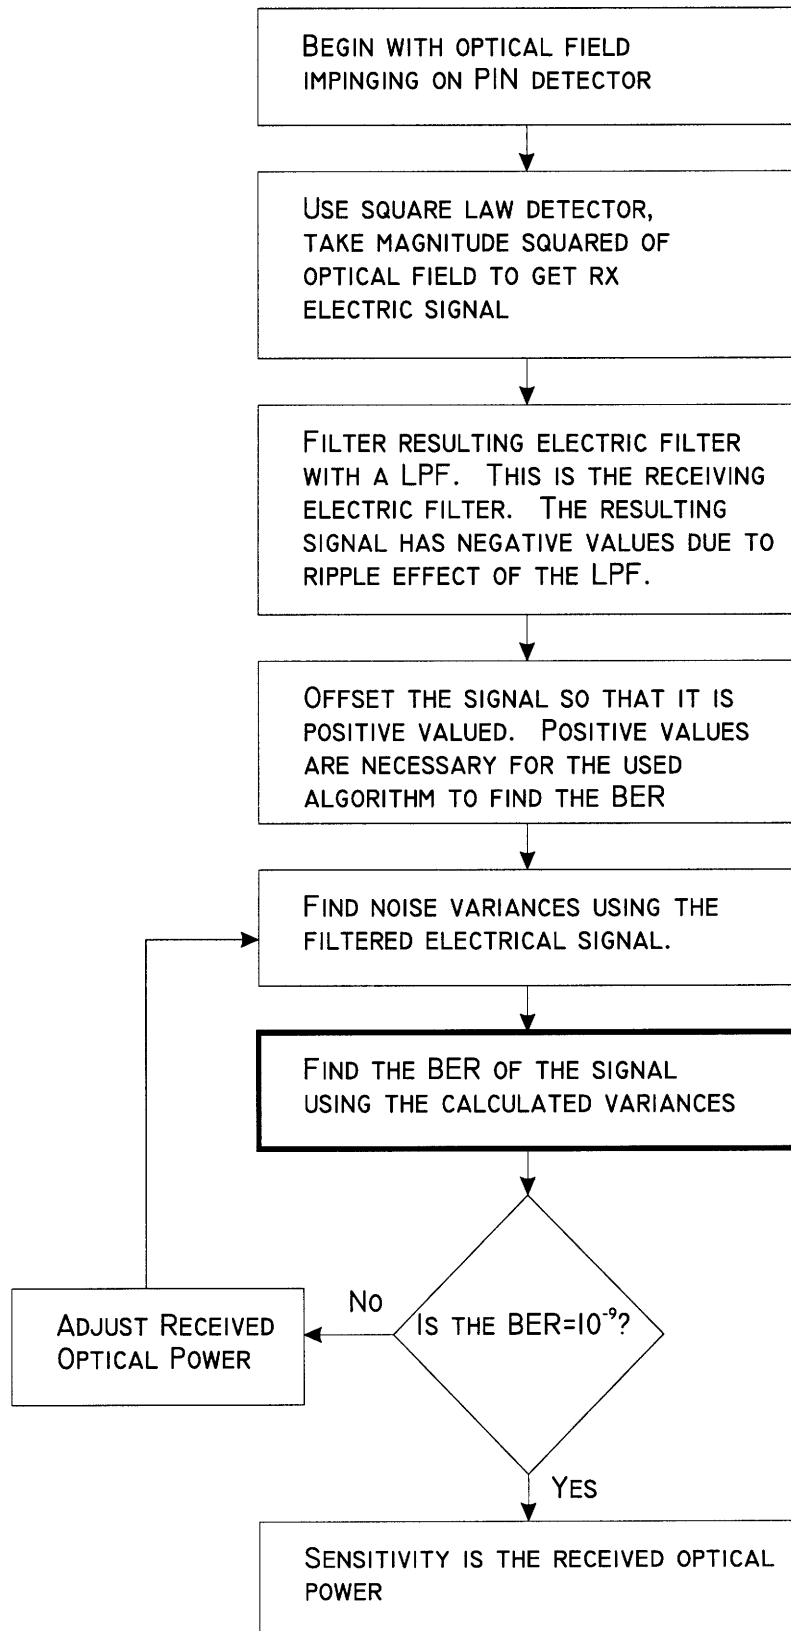 BEGIN WITH OPTICAL FIELD
IMPINGING ON PIN DETECTOR
USE SQUARE LAW DETECTOR,
TAKE MAGNITUDE SQUARED OF
OPTICAL FIELD TO GET RX
ELECTRIC SIGNAL
FILTER RESULTING ELECTRIC FILTER
WITH A LPF. THIS IS THE RECEIVING
ELECTRIC FILTER. THE RESULTING
SIGNAL HAS NEGATIVE VALUES DUE TO
RIPPLE EFFECT OF THE LPF.
OFFSET THE SIGNAL SO THAT IT IS
POSITIVE VALUED. POSITIVE VALUES
ARE NECESSARY FOR THE USED
ALGORITHM TO FIND THE BER
FIND NOISE VARIANCES USING THE
FILTERED ELECTRICAL SIGNAL.
FIND THE BER OF THE SIGNAL
USING THE CALCULATED VARIANCES
IS THE BER=10⁻⁹?
NO
ADJUST RECEIVED
OPTICAL POWER
YES
SENSITIVITY IS THE RECEIVED OPTICAL
POWER